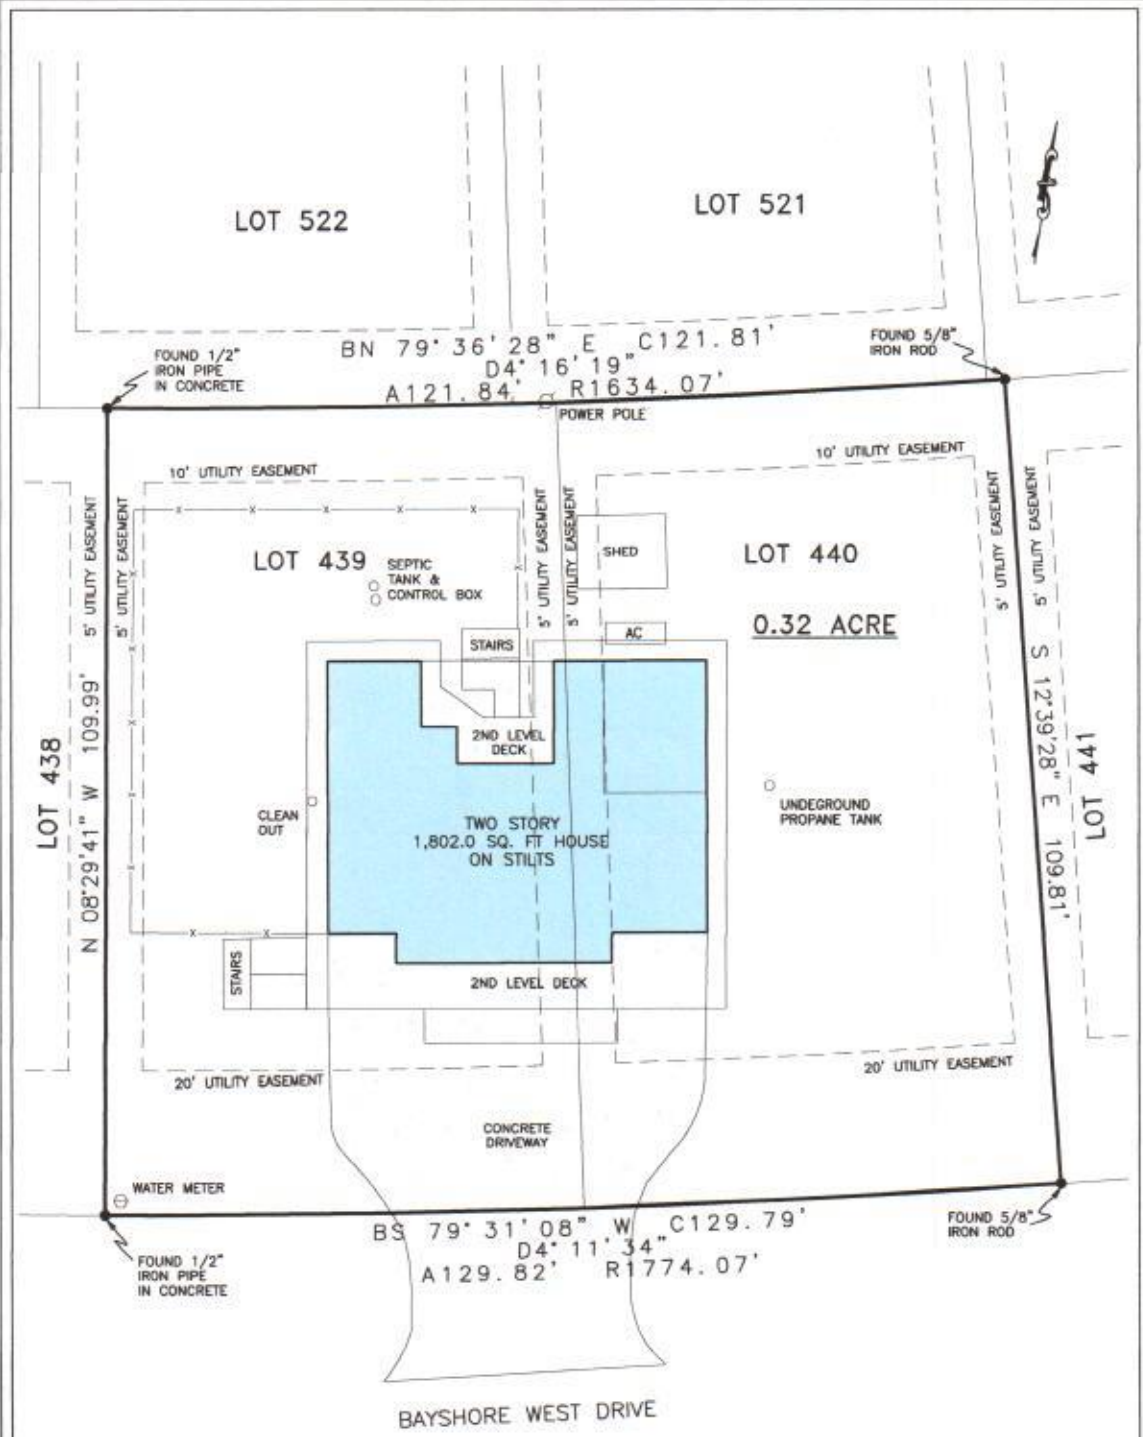 LOT 522
LOT 521
BN 79° 36' 28" E C121.81'
D4° 16' 19"
A121.84' R1634.07'
FOUND 1/2"
IRON PIPE
IN CONCRETE
FOUND 5/8"
IRON ROD
POWER POLE
10' UTILITY EASEMENT
10' UTILITY EASEMENT
5' UTILITY EASEMENT
5' UTILITY EASEMENT
5' UTILITY EASEMENT
5' UTILITY EASEMENT
5' UTILITY EASEMENT
5' UTILITY EASEMENT
LOT 439
SEPTIC
TANK &
CONTROL BOX
SHED
LOT 440
0.32 ACRE
STAIRS
AC
2ND LEVEL
DECK
LOT 438
N 08°29'41" W 109.99'
S 12°39'28" E 109.81'
LOT 441
CLEAN
OUT
TWO STORY
1,802.0 SQ. FT HOUSE
ON STILTS
UNDEGROUND
PROPANE TANK
STAIRS
2ND LEVEL DECK
20' UTILITY EASEMENT
20' UTILITY EASEMENT
CONCRETE
DRIVEWAY
WATER METER
BS 79° 31' 08" W C129.79'
D4° 11' 34"
A129.82' R1774.07'
FOUND 1/2"
IRON PIPE
IN CONCRETE
FOUND 5/8"
IRON ROD
BAYSHORE WEST DRIVE